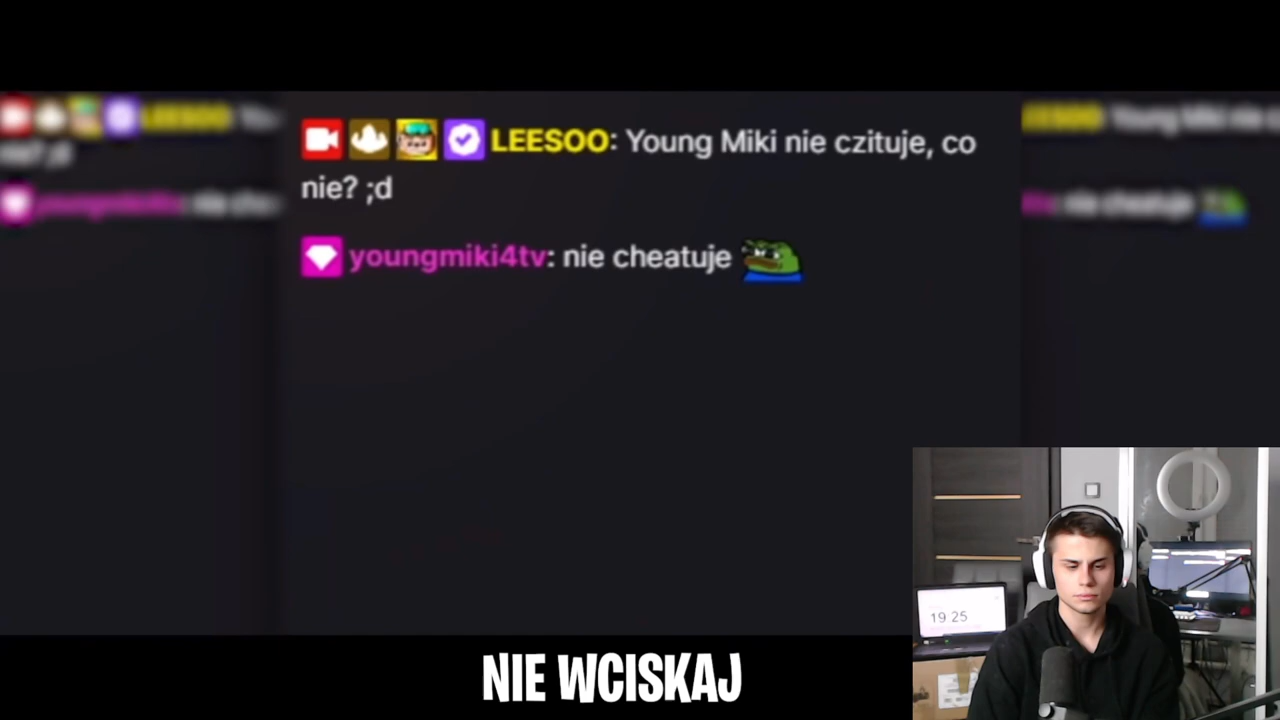 LEESOO: Young Miki nie czituje, co
nie? ;d
youngmiki4tv: nie cheatuje
19 25
NIE WCISKAJ